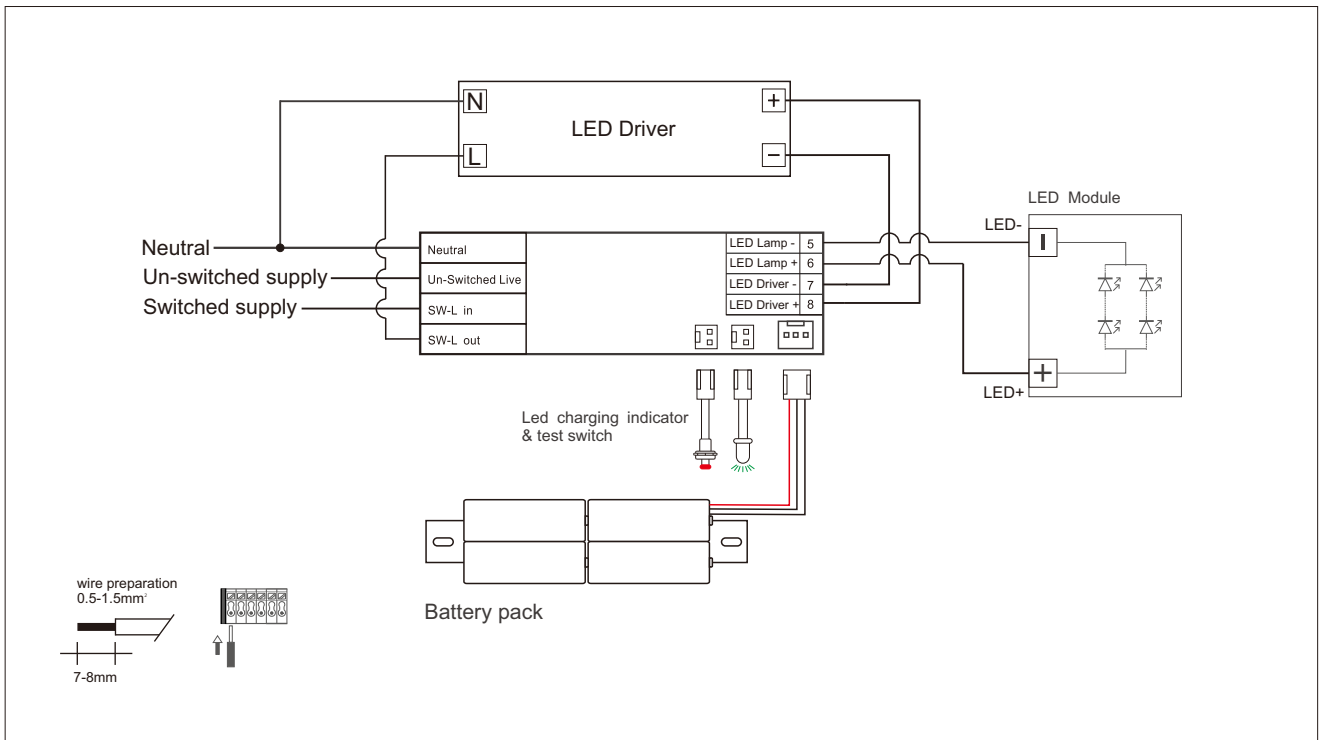 N
+
LED Driver
L
−
LED Module
LED-
Neutral
Un-switched supply
Switched supply
Neutral
Un-Switched Live
SW-L in
SW-L out
LED Lamp - 5
LED Lamp + 6
LED Driver - 7
LED Driver + 8
+
LED+
Led charging indicator
& test switch
Battery pack
wire preparation
0.5-1.5mm²
7-8mm